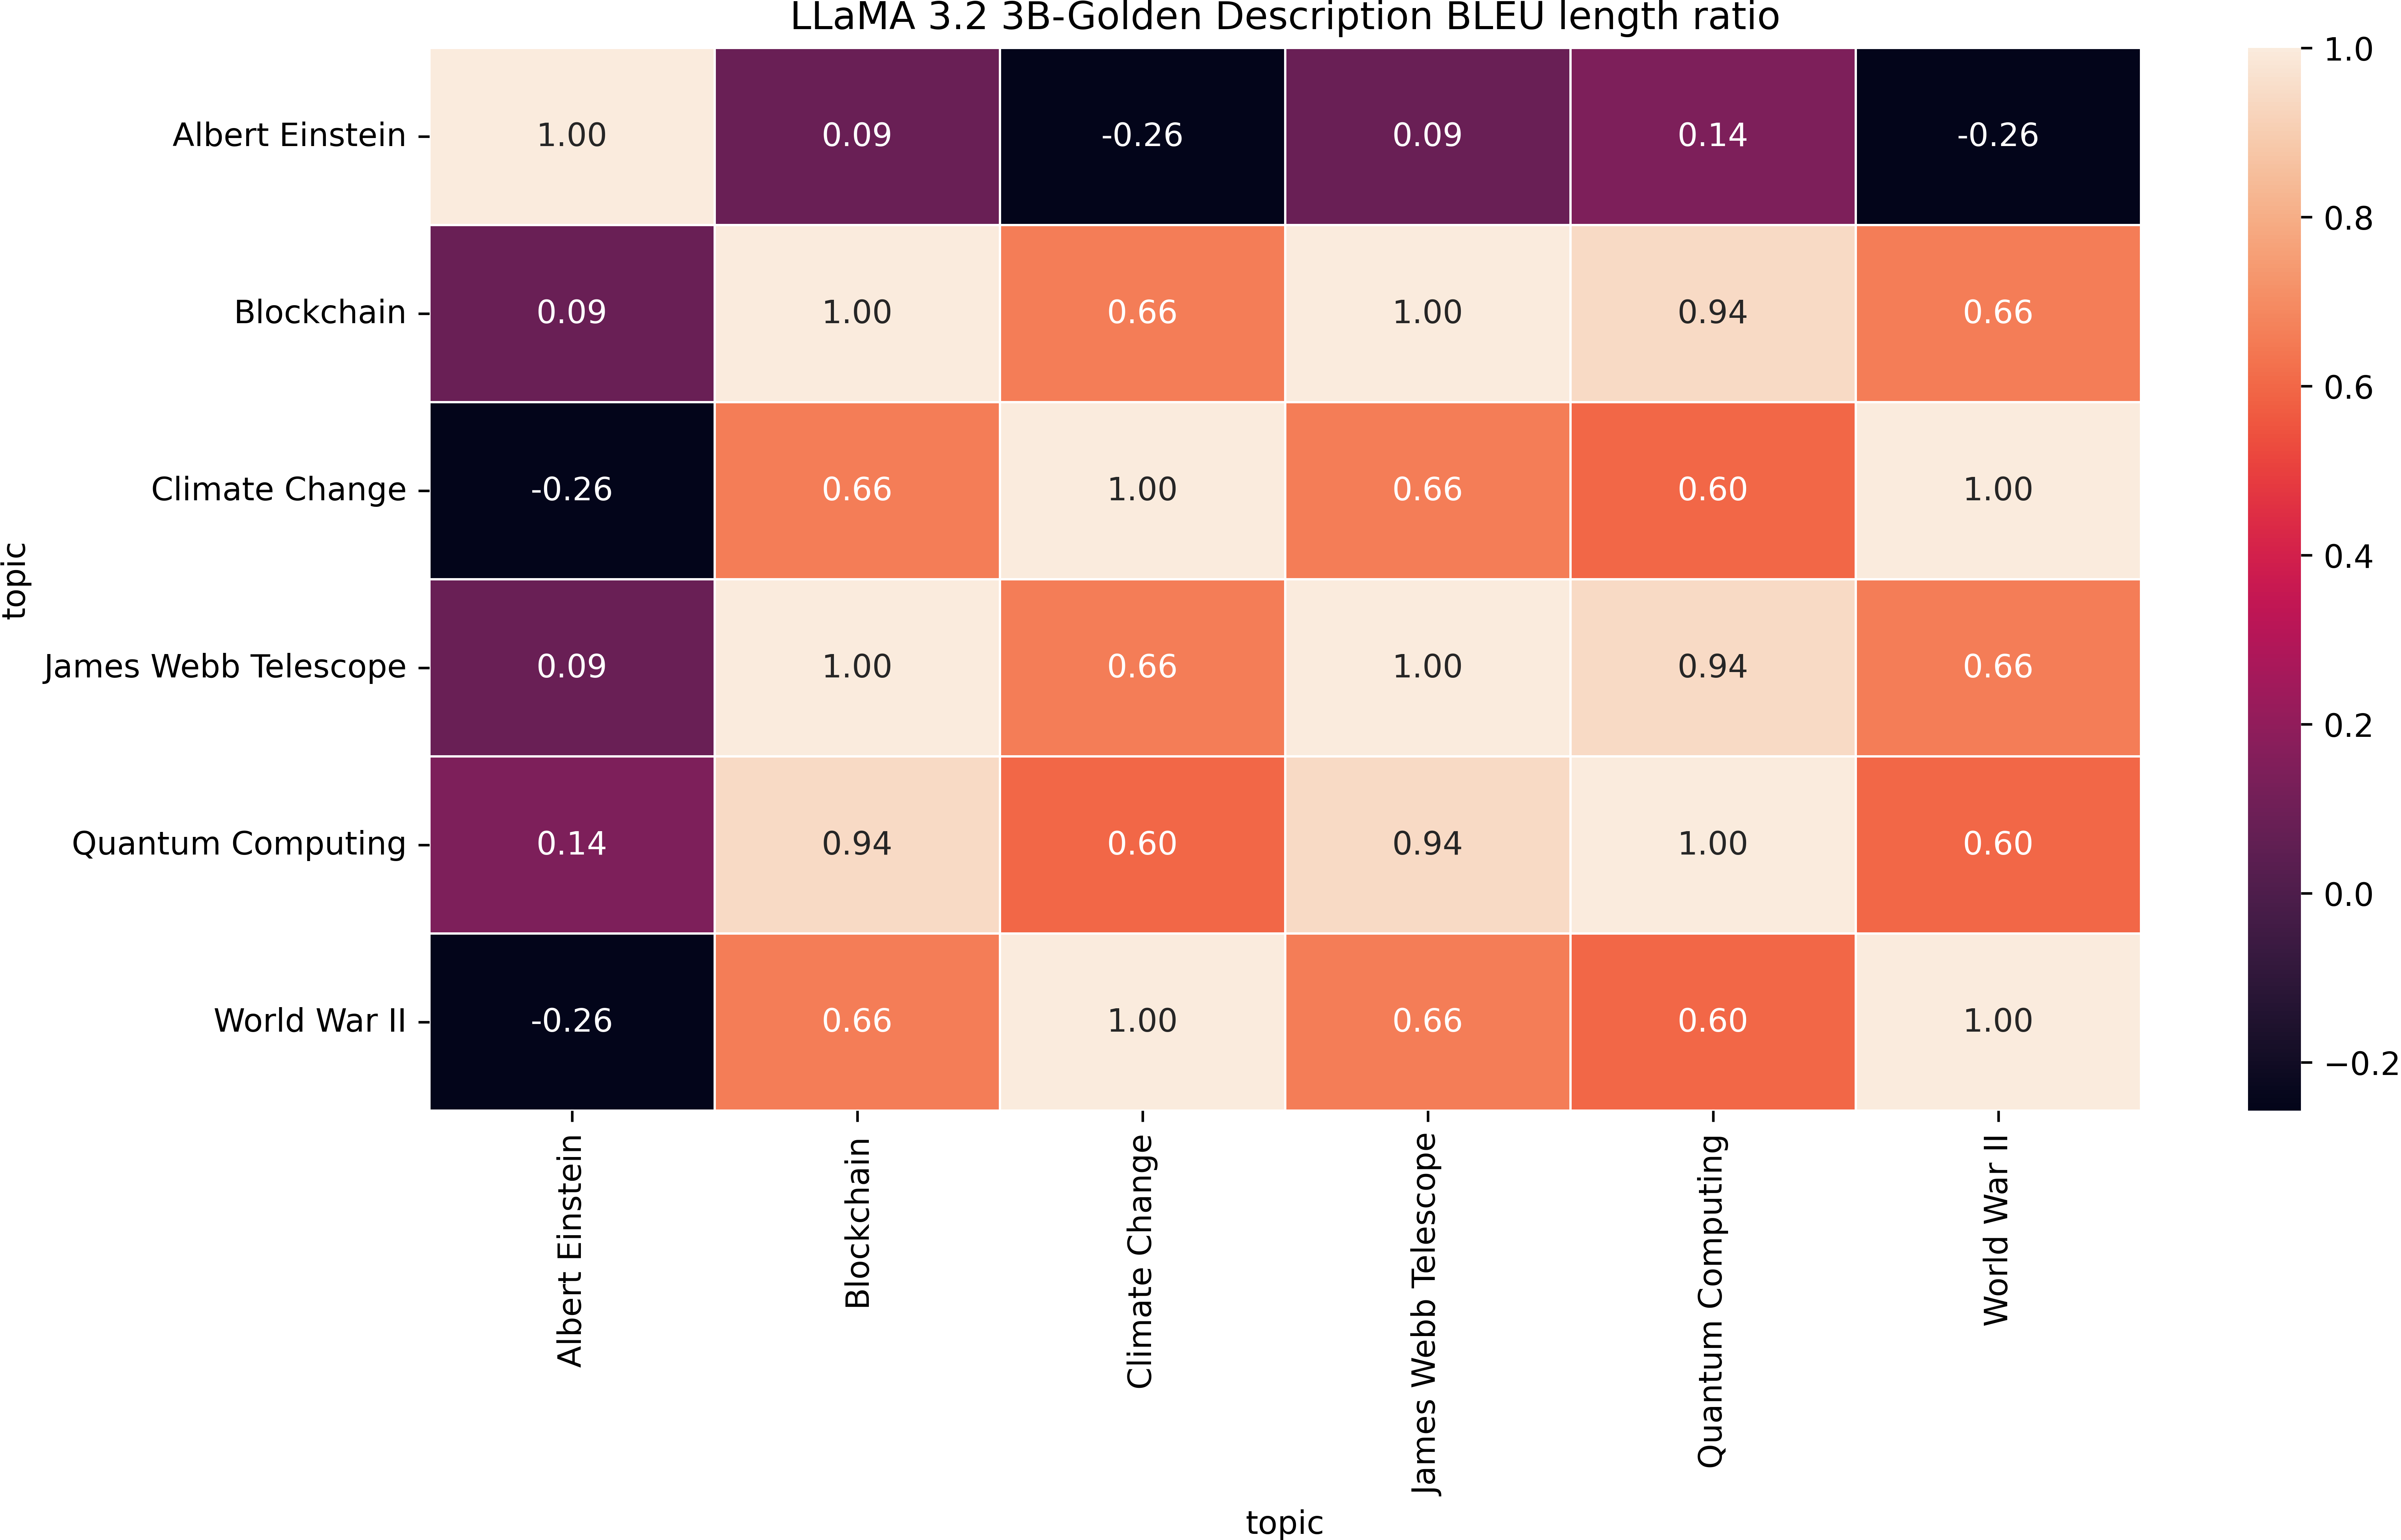 LLaMA 3.2 3B-Golden Description BLEU length ratio
topic
Albert Einstein 1.00 0.09 -0.26 0.09 0.14 -0.26
Blockchain 0.09 1.00 0.66 1.00 0.94 0.66
Climate Change -0.26 0.66 1.00 0.66 0.60 1.00
James Webb Telescope 0.09 1.00 0.66 1.00 0.94 0.66
Quantum Computing 0.14 0.94 0.60 0.94 1.00 0.60
World War II -0.26 0.66 1.00 0.66 0.60 1.00
Albert Einstein
Blockchain
Climate Change
James Webb Telescope
Quantum Computing
World War II
topic
1.0
0.8
0.6
0.4
0.2
0.0
−0.2